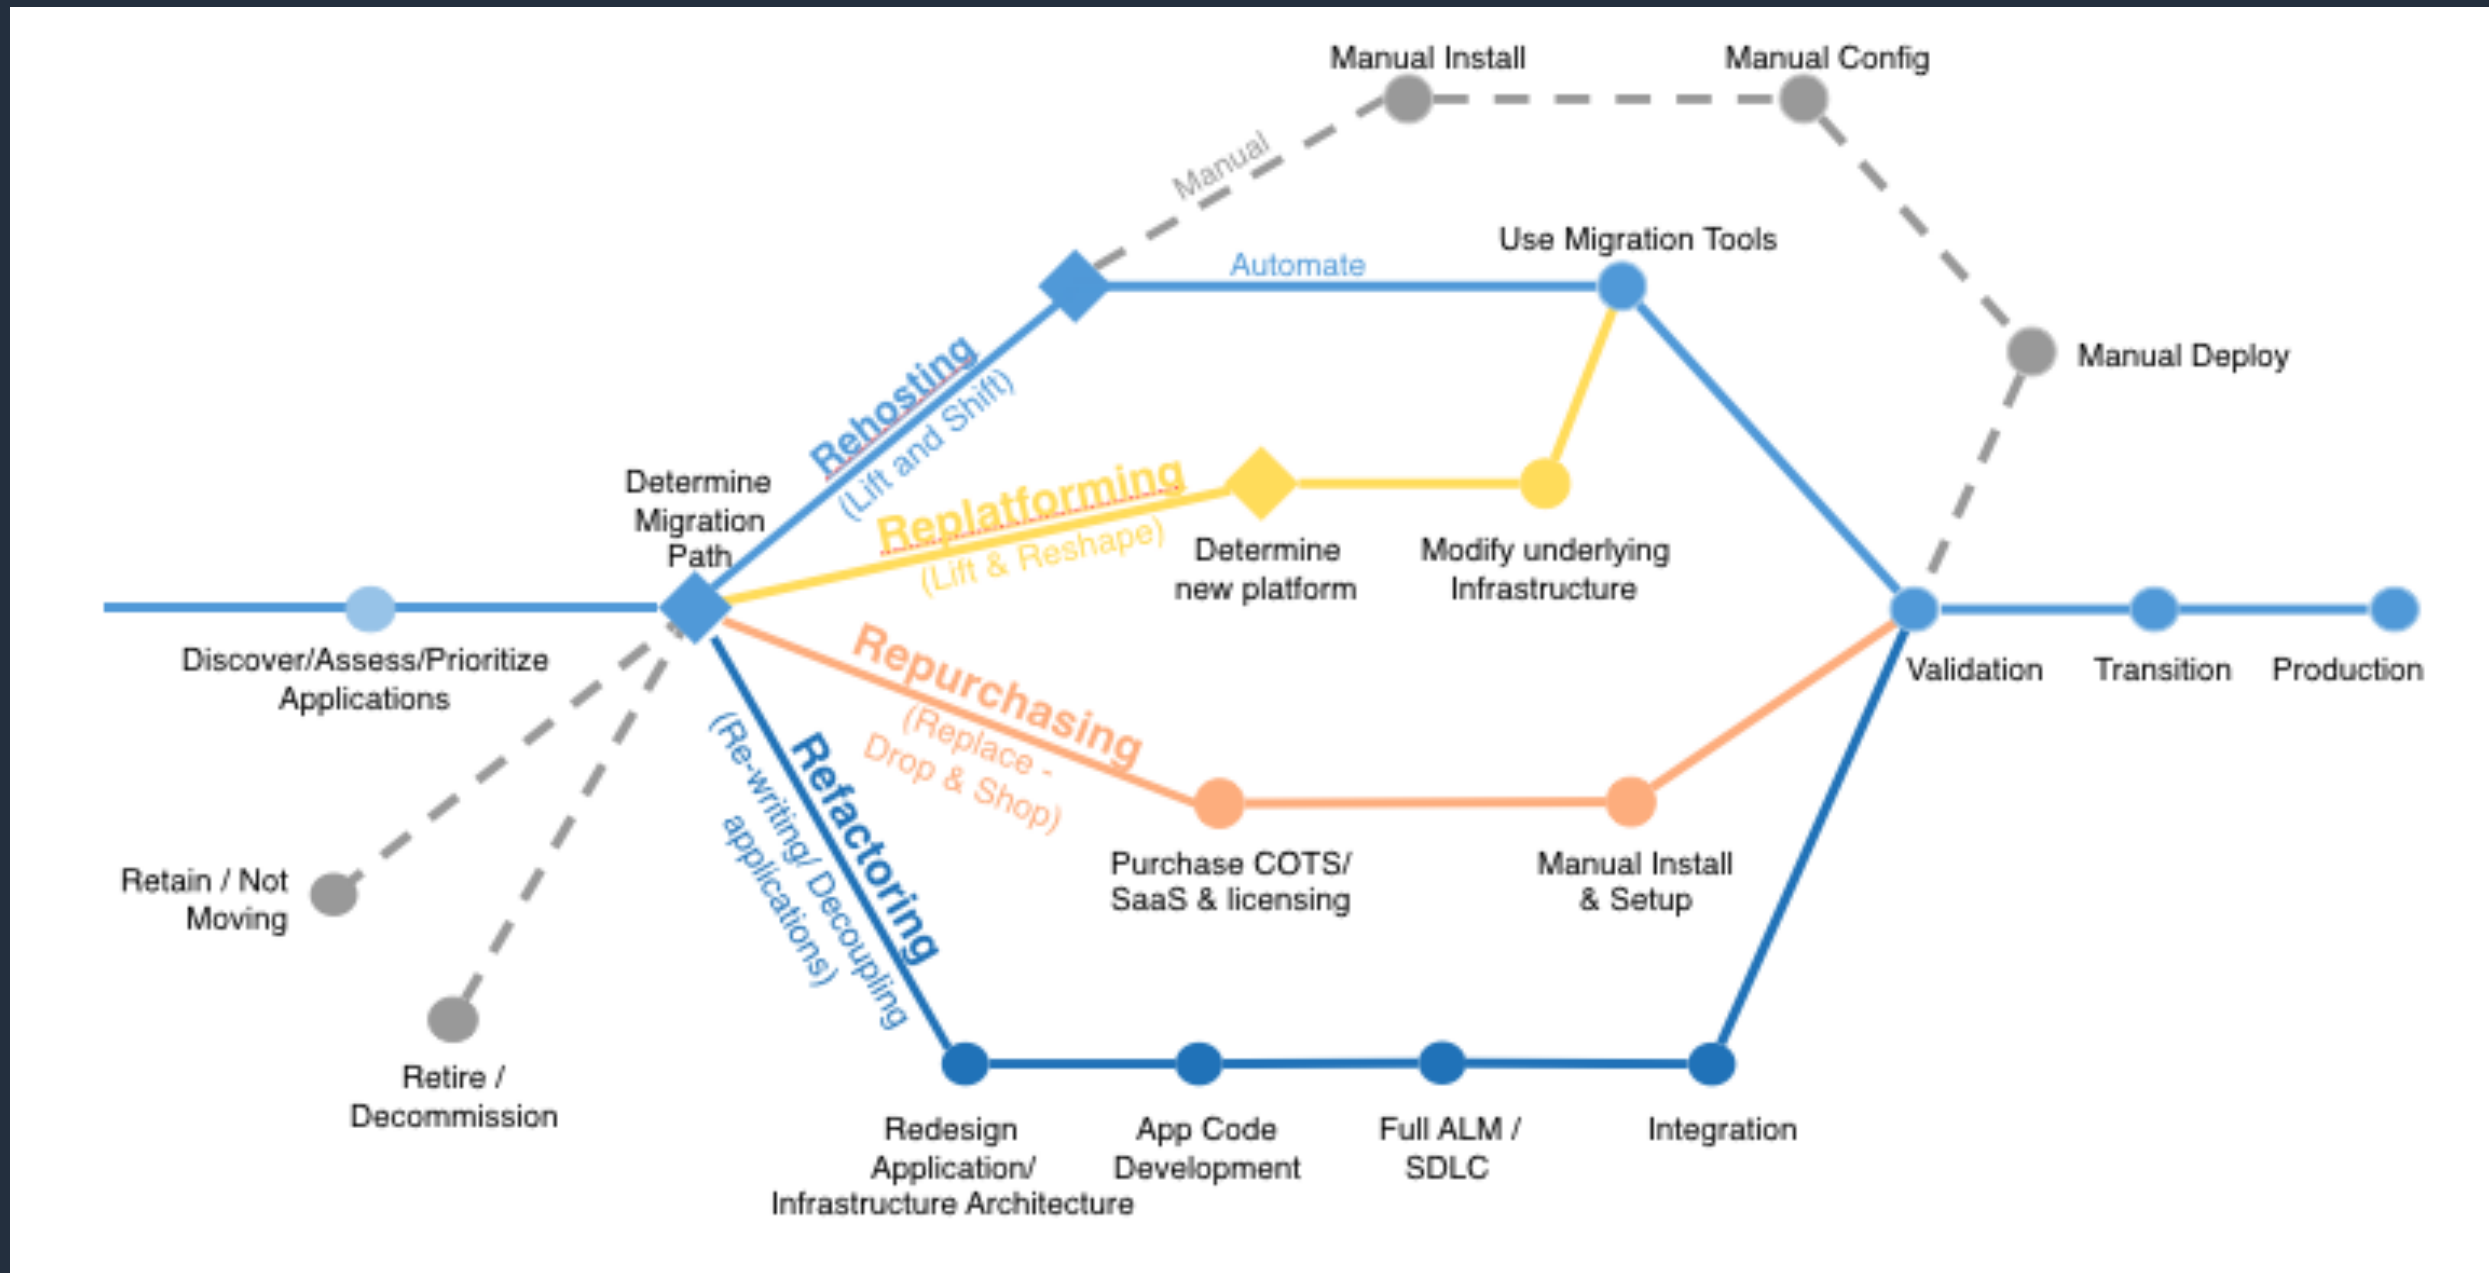 Manual Install
Manual Config
Manual
Use Migration Tools
Automate
Manual Deploy
Rehosting
(Lift and Shift)
Determine
Migration
Path
Replatforming
(Lift & Reshape)
Determine
new platform
Modify underlying
Infrastructure
Discover/Assess/Prioritize
Applications
Repurchasing
(Replace -
Drop & Shop)
Validation
Transition
Production
Refactoring
(Re-writing/ Decoupling
applications)
Purchase COTS/
SaaS & licensing
Manual Install
& Setup
Retain / Not
Moving
Retire /
Decommission
Redesign
Application/
Infrastructure Architecture
App Code
Development
Full ALM /
SDLC
Integration